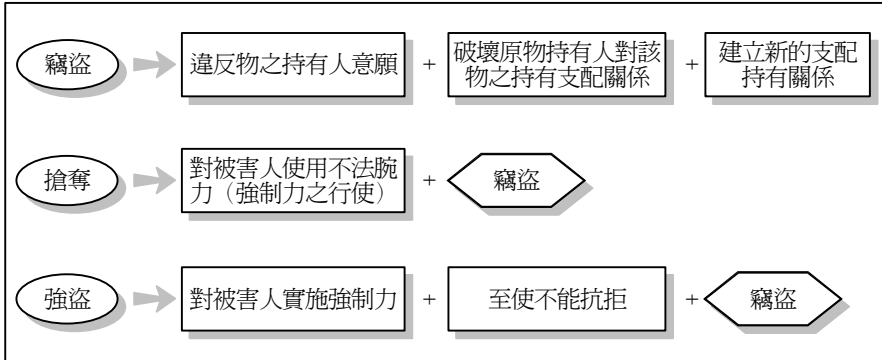 竊盜
違反物之持有人意願
+
破壞原物持有人對該
物之持有支配關係
+
建立新的支配
持有關係
搶奪
對被害人使用不法腕
力（強制力之行使）
+
竊盜
強盜
對被害人實施強制力
+
至使不能抗拒
+
竊盜